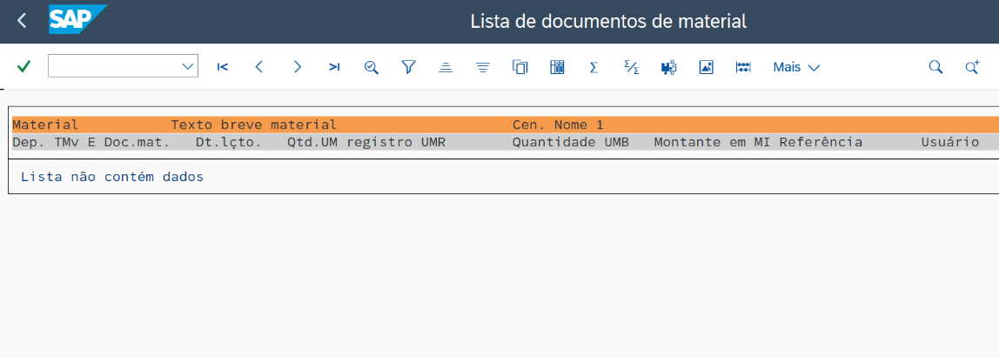 SAP Lista de documentos de material
Mais
Material Texto breve material Cen. Nome 1
Dep. TMv E Doc.mat. Dt.lçto. Qtd.UM registro UMR Quantidade UMB Montante em MI Referência Usuário
Lista não contém dados